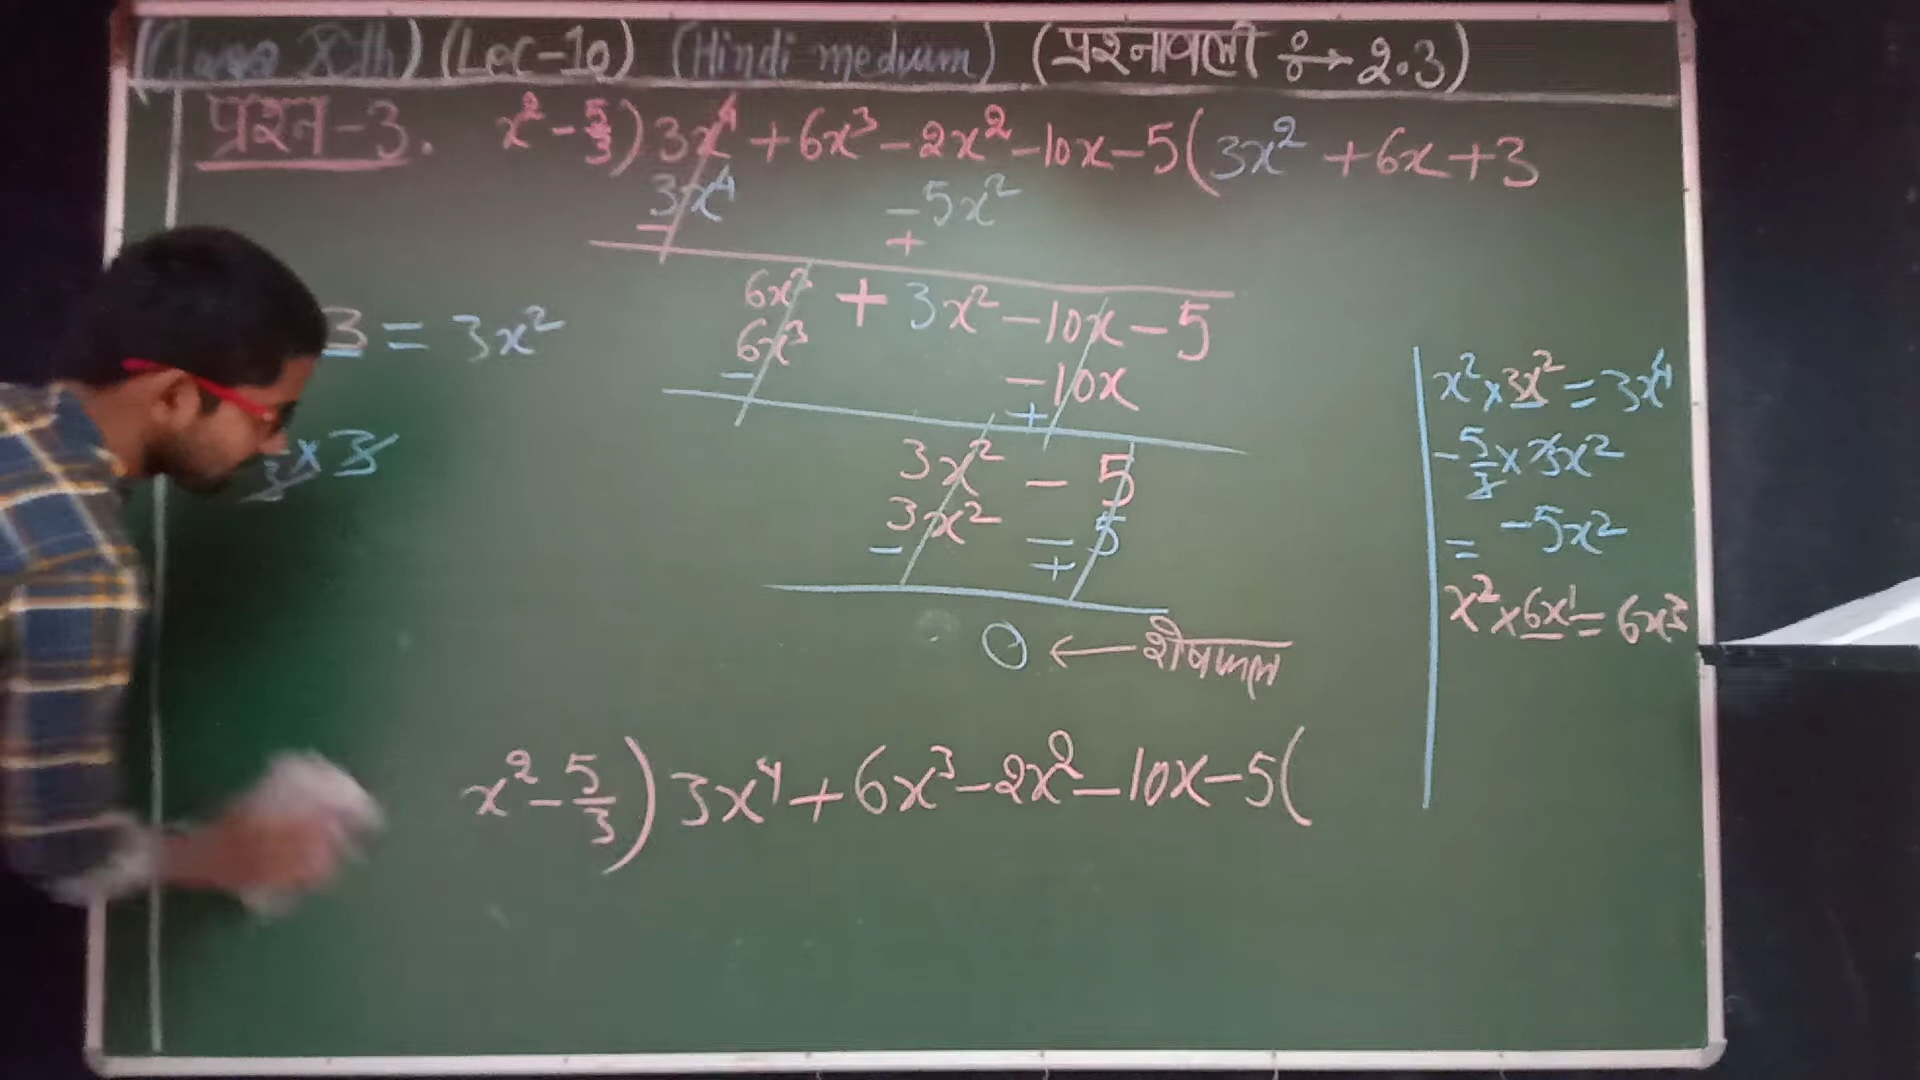 (Class Xth) (Lec-10) (Hindi medium) (प्रश्नावली ÷→ 2.3)
प्रश्न-3. x² - 5/3) 3x⁴ + 6x³ - 2x² - 10x - 5 (3x² + 6x + 3
3x⁴ - 5x²
- +
6x³ + 3x² - 10x - 5
6x³ - 10x
- +
3x² - 5
3x² - 5
- +
0 ← शेषफल
x² - 5/3) 3x⁴ + 6x³ - 2x² - 10x - 5 (
3 = 3x²
3 × 3
x² × 3x² = 3x⁴
- 5/3 × 3x²
= - 5x²
x² × 6x¹ = 6x³